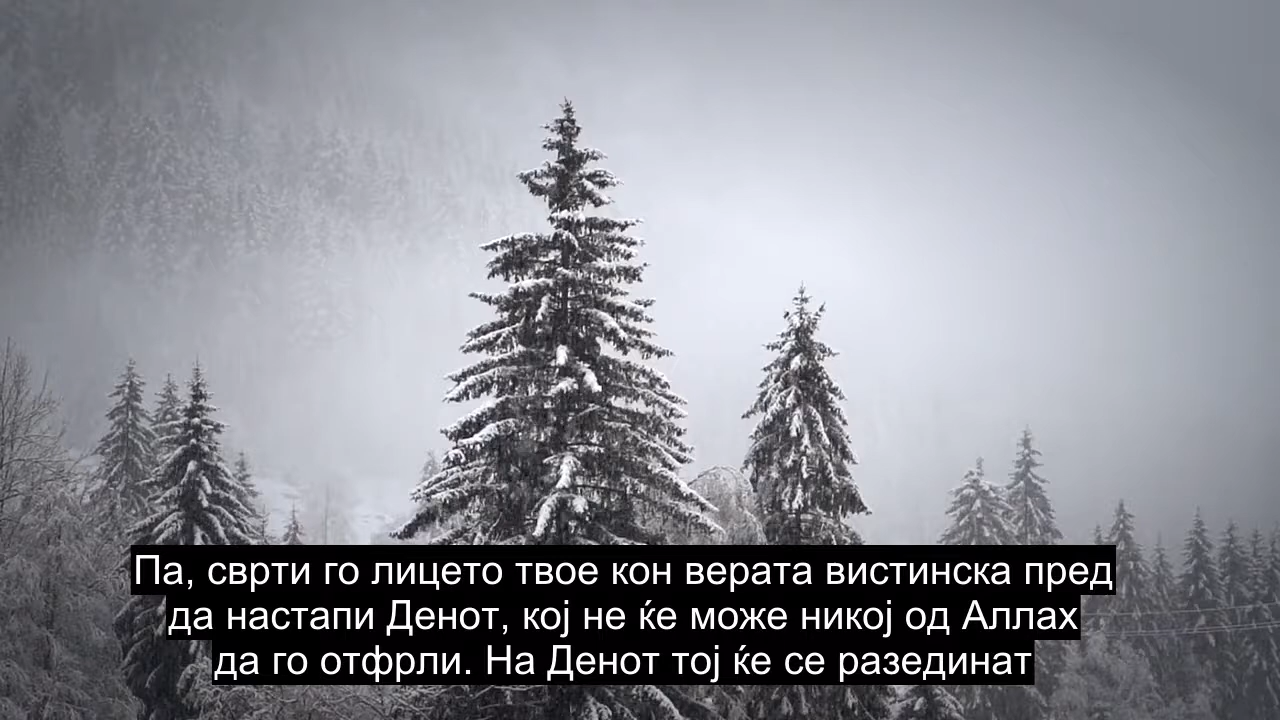 Па, сврти го лицето твое кон верата вистинска пред
да настапи Денот, кој не ќе може никој од Аллах
да го отфрли. На Денот тој ќе се разединат